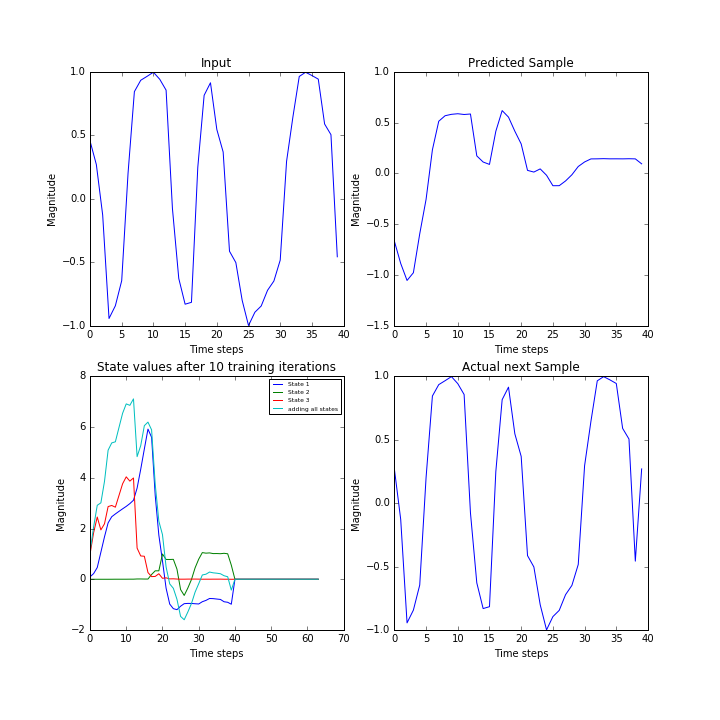 Input
1.0
0.5
0.0
−0.5
−1.0
Magnitude
0 5 10 15 20 25 30 35 40
Time steps
Predicted Sample
1.0
0.5
0.0
−0.5
−1.0
−1.5
Magnitude
0 5 10 15 20 25 30 35 40
Time steps
State values after 10 training iterations
8
6
4
2
0
−2
Magnitude
State 1
State 2
State 3
adding all states
0 10 20 30 40 50 60 70
Time steps
Actual next Sample
1.0
0.5
0.0
−0.5
−1.0
Magnitude
0 5 10 15 20 25 30 35 40
Time steps